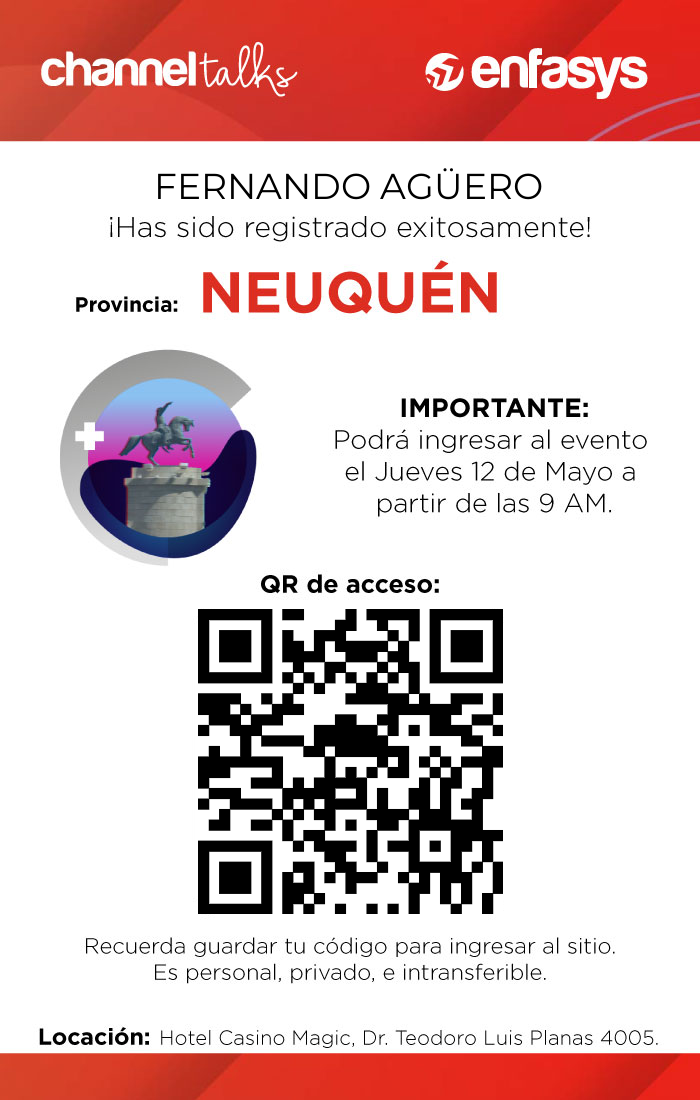 channeltalks
enfasys
FERNANDO AGÜERO
¡Has sido registrado exitosamente!
Provincia: NEUQUÉN
IMPORTANTE:
Podrá ingresar al evento
el Jueves 12 de Mayo a
partir de las 9 AM.
QR de acceso:
Recuerda guardar tu código para ingresar al sitio.
Es personal, privado, e intransferible.
Locación: Hotel Casino Magic, Dr. Teodoro Luis Planas 4005.